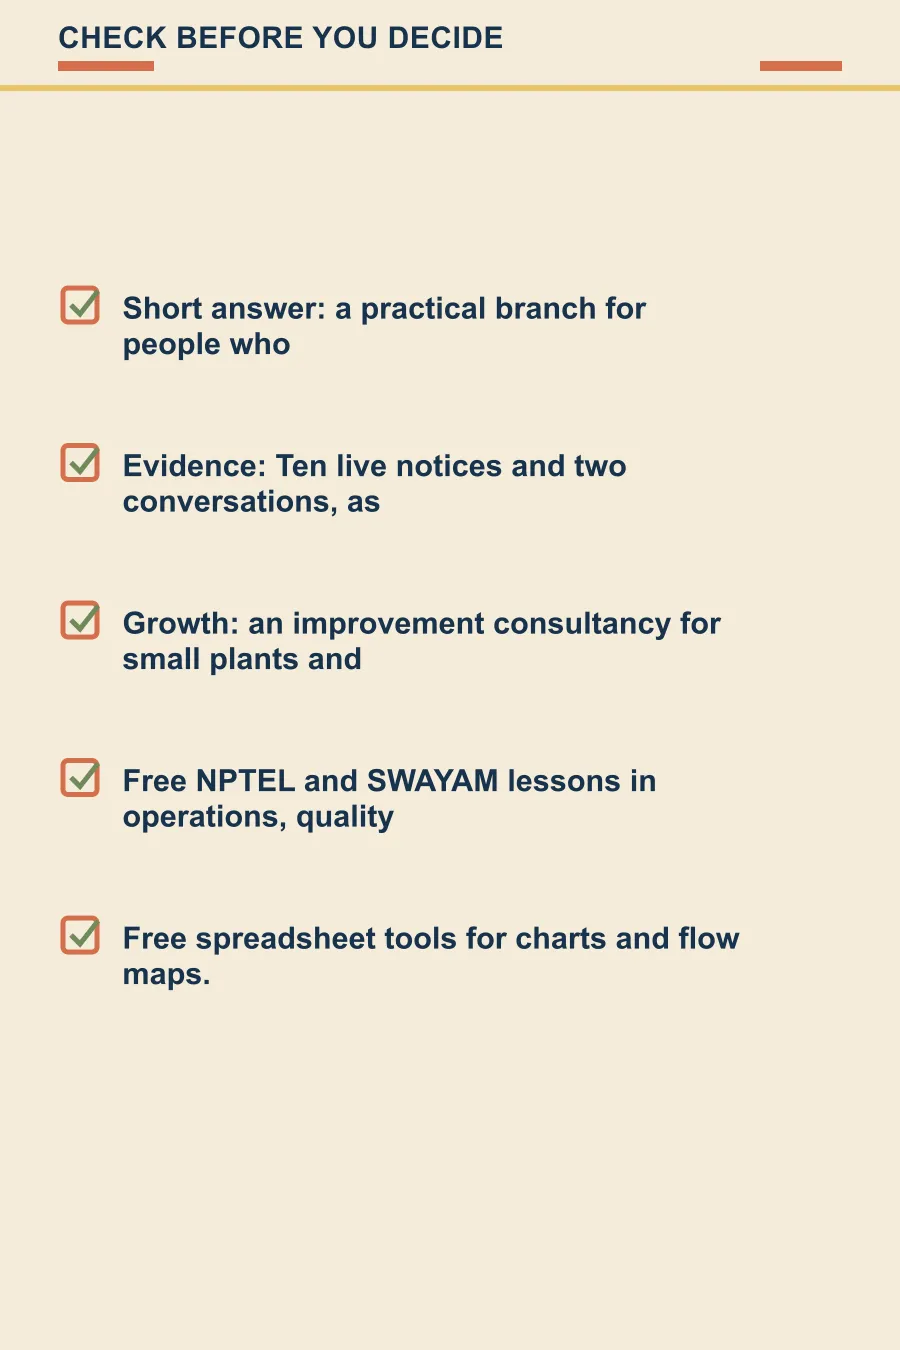 CHECK BEFORE YOU DECIDE
Short answer: a practical branch for
people who
Evidence: Ten live notices and two
conversations, as
Growth: an improvement consultancy for
small plants and
Free NPTEL and SWAYAM lessons in
operations, quality
Free spreadsheet tools for charts and flow
maps.